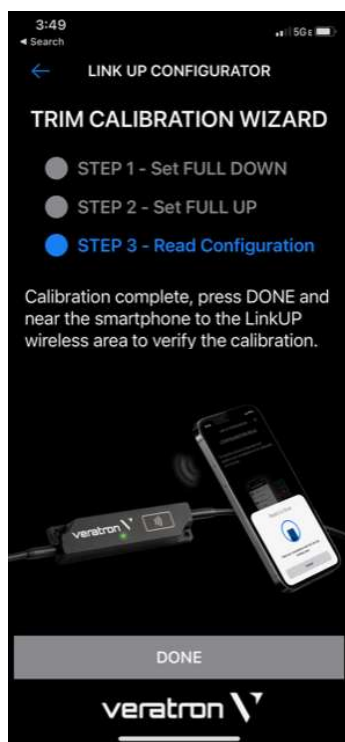 3:49
5GE
◄ Search
LINK UP CONFIGURATOR
TRIM CALIBRATION WIZARD
STEP 1 - Set FULL DOWN
STEP 2 - Set FULL UP
STEP 3 - Read Configuration
Calibration complete, press DONE and
near the smartphone to the LinkUP
wireless area to verify the calibration.
veratron
DONE
veratron